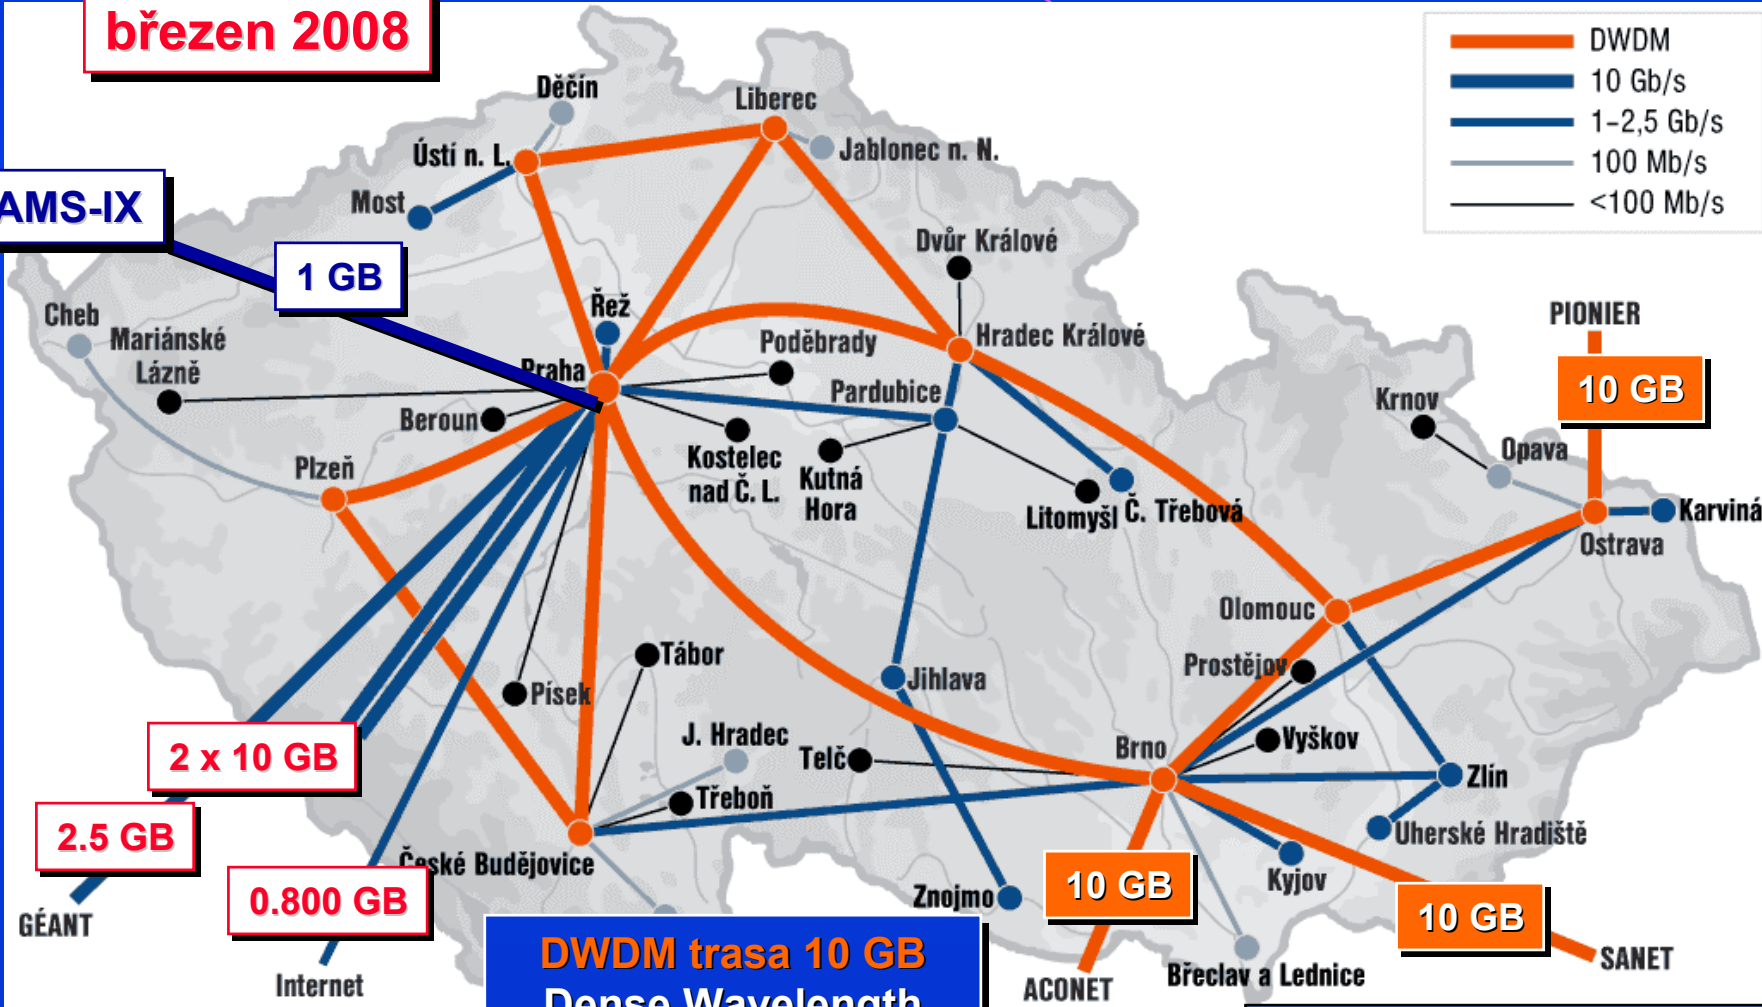 březen 2008
DWDM
10 Gb/s
1–2,5 Gb/s
100 Mb/s
<100 Mb/s
Děčín
Liberec
Ústí n. L.
Jablonec n. N.
Most
AMS-IX
1 GB
Dvůr Králové
Cheb
Mariánské
Lázně
Řež
Praha
Poděbrady
Hradec Králové
PIONIER
10 GB
Beroun
Pardubice
Krnov
Opava
Plzeň
Kostelec
nad Č. L.
Kutná
Hora
Litomyšl
Č. Třebová
Karviná
Ostrava
Olomouc
Tábor
Písek
Jihlava
Prostějov
J. Hradec
Telč
Brno
Vyškov
2 x 10 GB
Třeboň
Zlín
2.5 GB
Uherské Hradiště
České Budějovice
0.800 GB
Kyjov
10 GB
Znojmo
10 GB
GÉANT
Internet
DWDM trasa 10 GB
Dense Wavelength
ACONET
Břeclav a Lednice
SANET